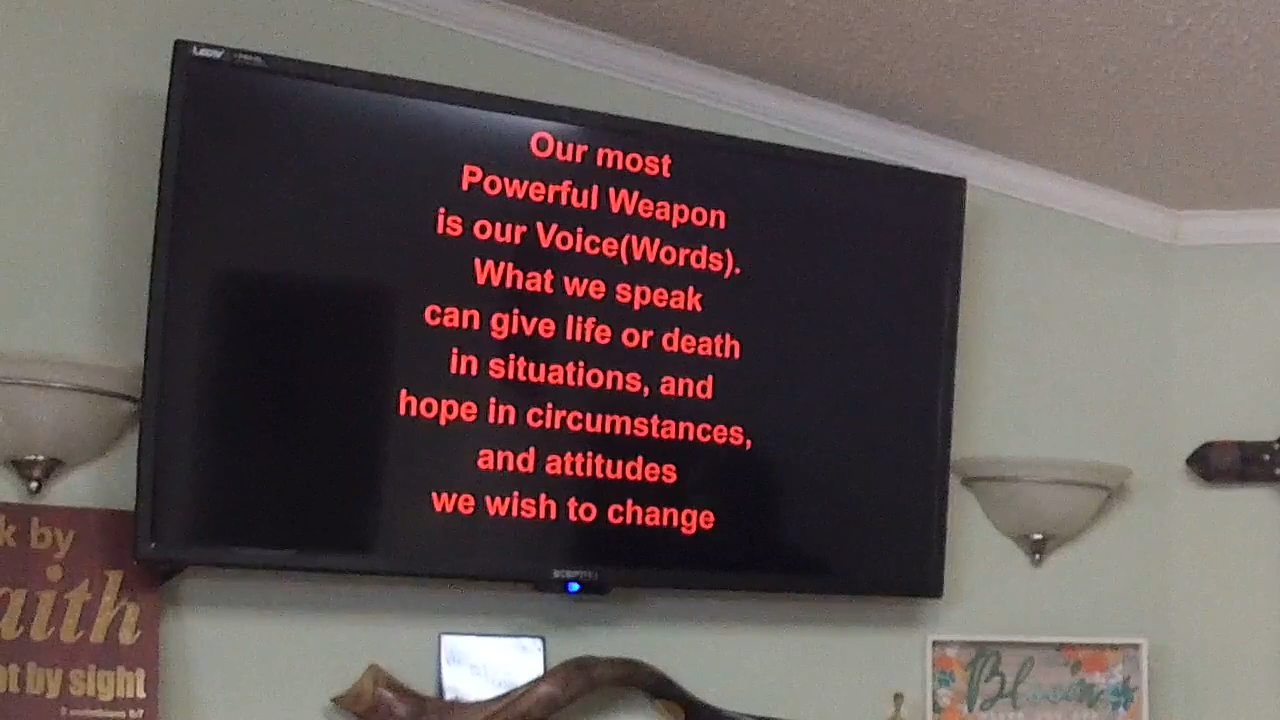 Our most
Powerful Weapon
is our Voice(Words).
What we speak
can give life or death
in situations, and
hope in circumstances,
and attitudes
we wish to change
k by
aith
ot by sight
Bloom